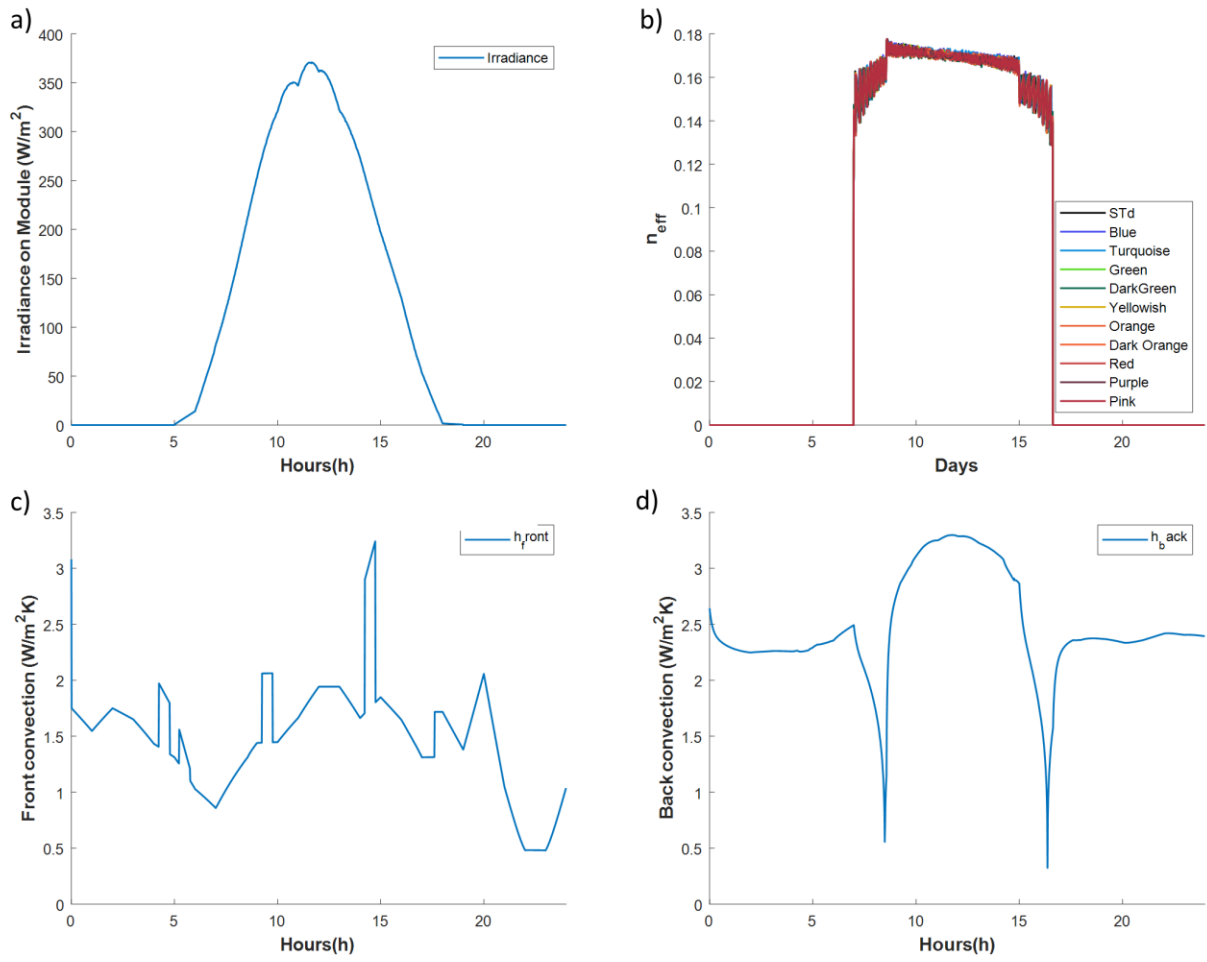 a)
400
350
300
250
200
150
100
50
0
0 5 10 15 20
Irradiance on Module (W/m²)
Hours(h)
Irradiance
b)
0.18
0.16
0.14
0.12
0.1
0.08
0.06
0.04
0.02
0
0 5 10 15 20
n_eff
Days
STd
Blue
Turquoise
Green
DarkGreen
Yellowish
Orange
Dark Orange
Red
Purple
Pink
c)
3.5
3
2.5
2
1.5
1
0.5
0
0 5 10 15 20
Front convection (W/m²K)
Hours(h)
h_front
d)
3.5
3
2.5
2
1.5
1
0.5
0
0 5 10 15 20
Back convection (W/m²K)
Hours(h)
h_back